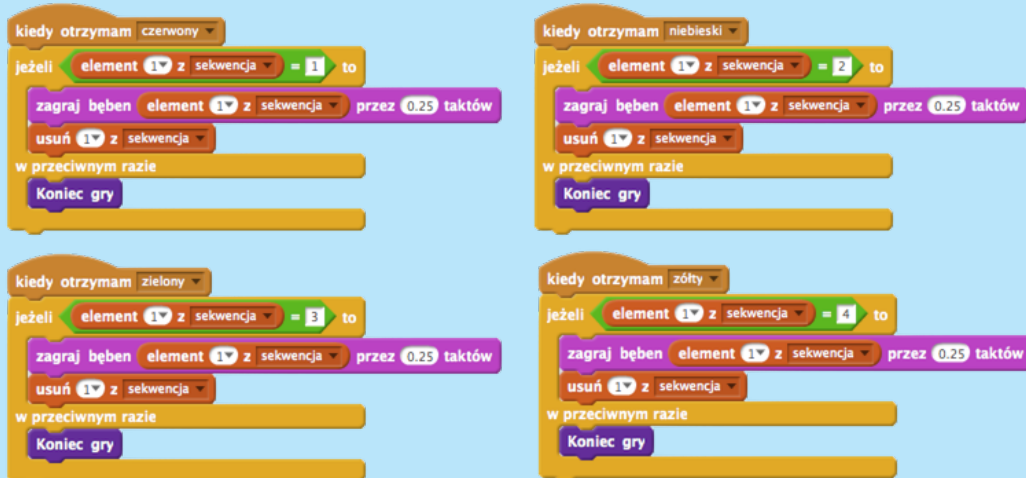 kiedy otrzymam czerwony
jeżeli element 1 z sekwencja = 1 to
zagraj bęben element 1 z sekwencja przez 0.25 taktów
usuń 1 z sekwencja
w przeciwnym razie
Koniec gry
kiedy otrzymam niebieski
jeżeli element 1 z sekwencja = 2 to
zagraj bęben element 1 z sekwencja przez 0.25 taktów
usuń 1 z sekwencja
w przeciwnym razie
Koniec gry
kiedy otrzymam zielony
jeżeli element 1 z sekwencja = 3 to
zagraj bęben element 1 z sekwencja przez 0.25 taktów
usuń 1 z sekwencja
w przeciwnym razie
Koniec gry
kiedy otrzymam zółty
jeżeli element 1 z sekwencja = 4 to
zagraj bęben element 1 z sekwencja przez 0.25 taktów
usuń 1 z sekwencja
w przeciwnym razie
Koniec gry